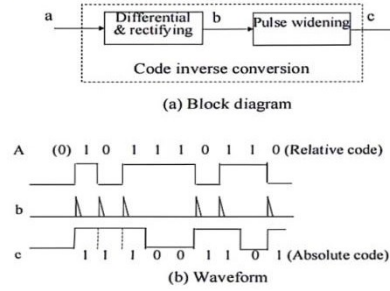 a
Differential
& rectifying
b
Pulse widening
c
Code inverse conversion
(a) Block diagram
A (0) 1 0 1 1 1 0 1 1 0 (Relative code)
b
c 1 1 1 0 0 1 1 0 1 (Absolute code)
(b) Waveform